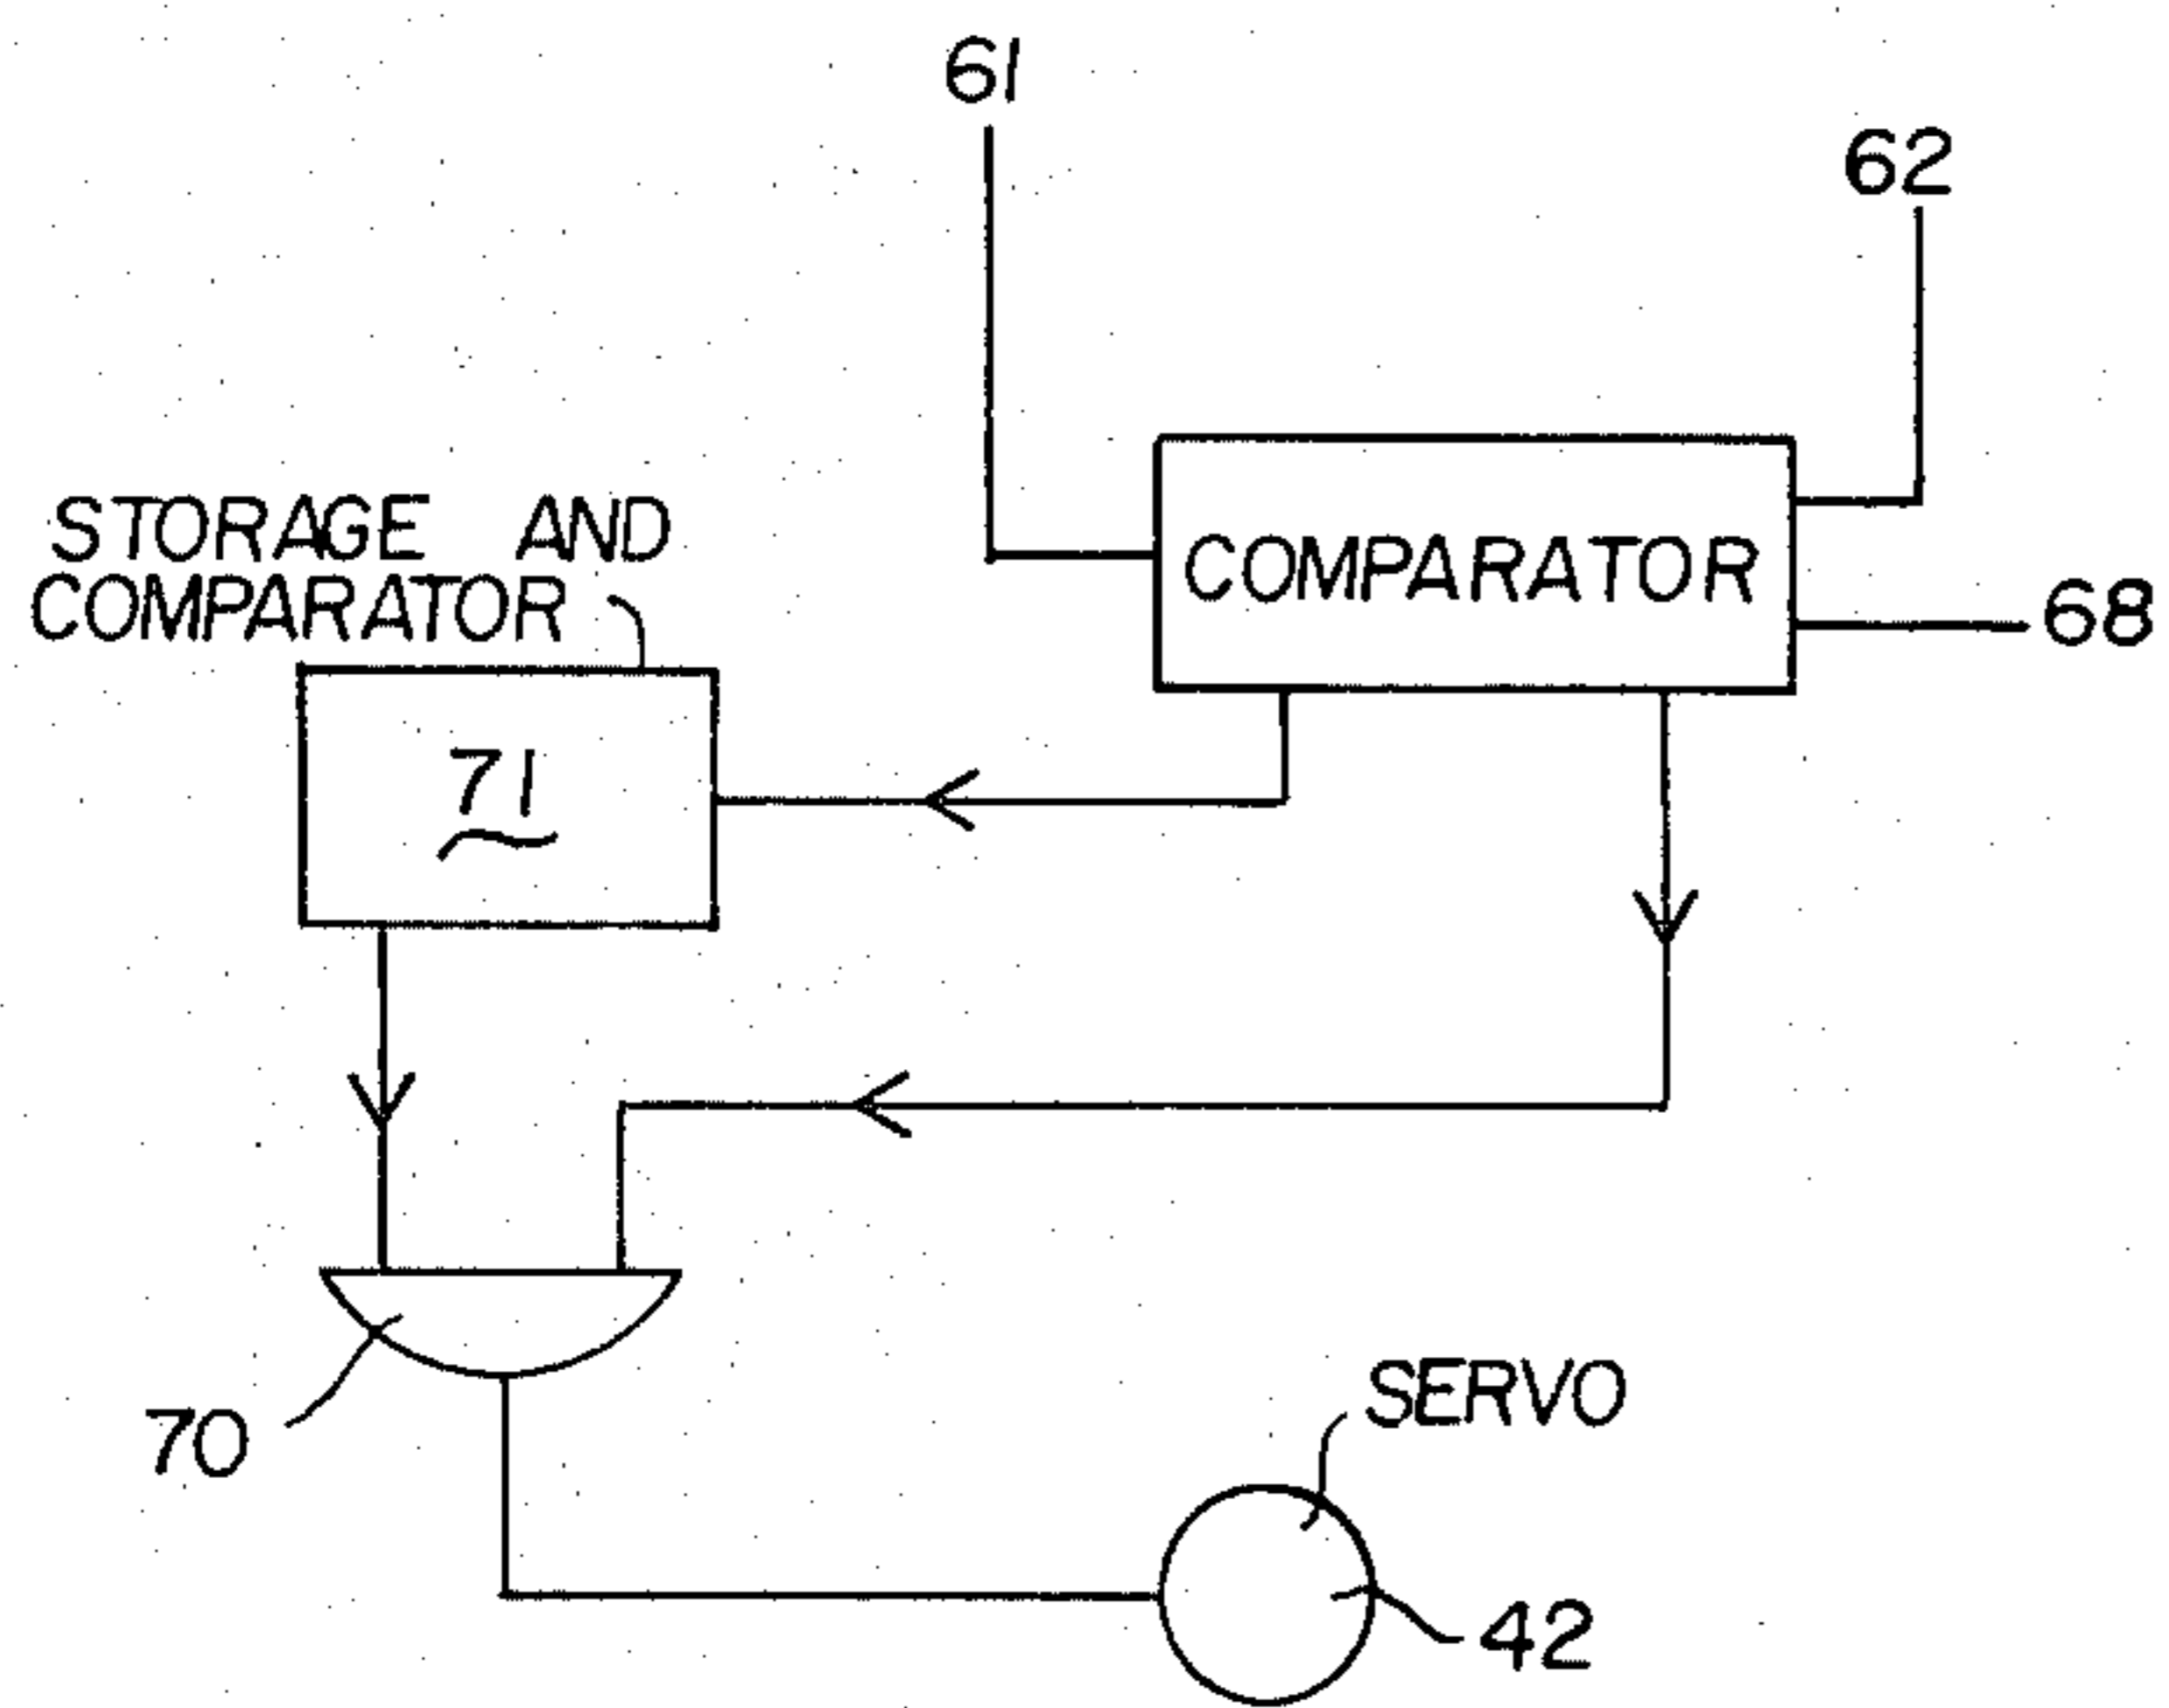 61
62
STORAGE AND
COMPARATOR
COMPARATOR
68
71
70
SERVO
42